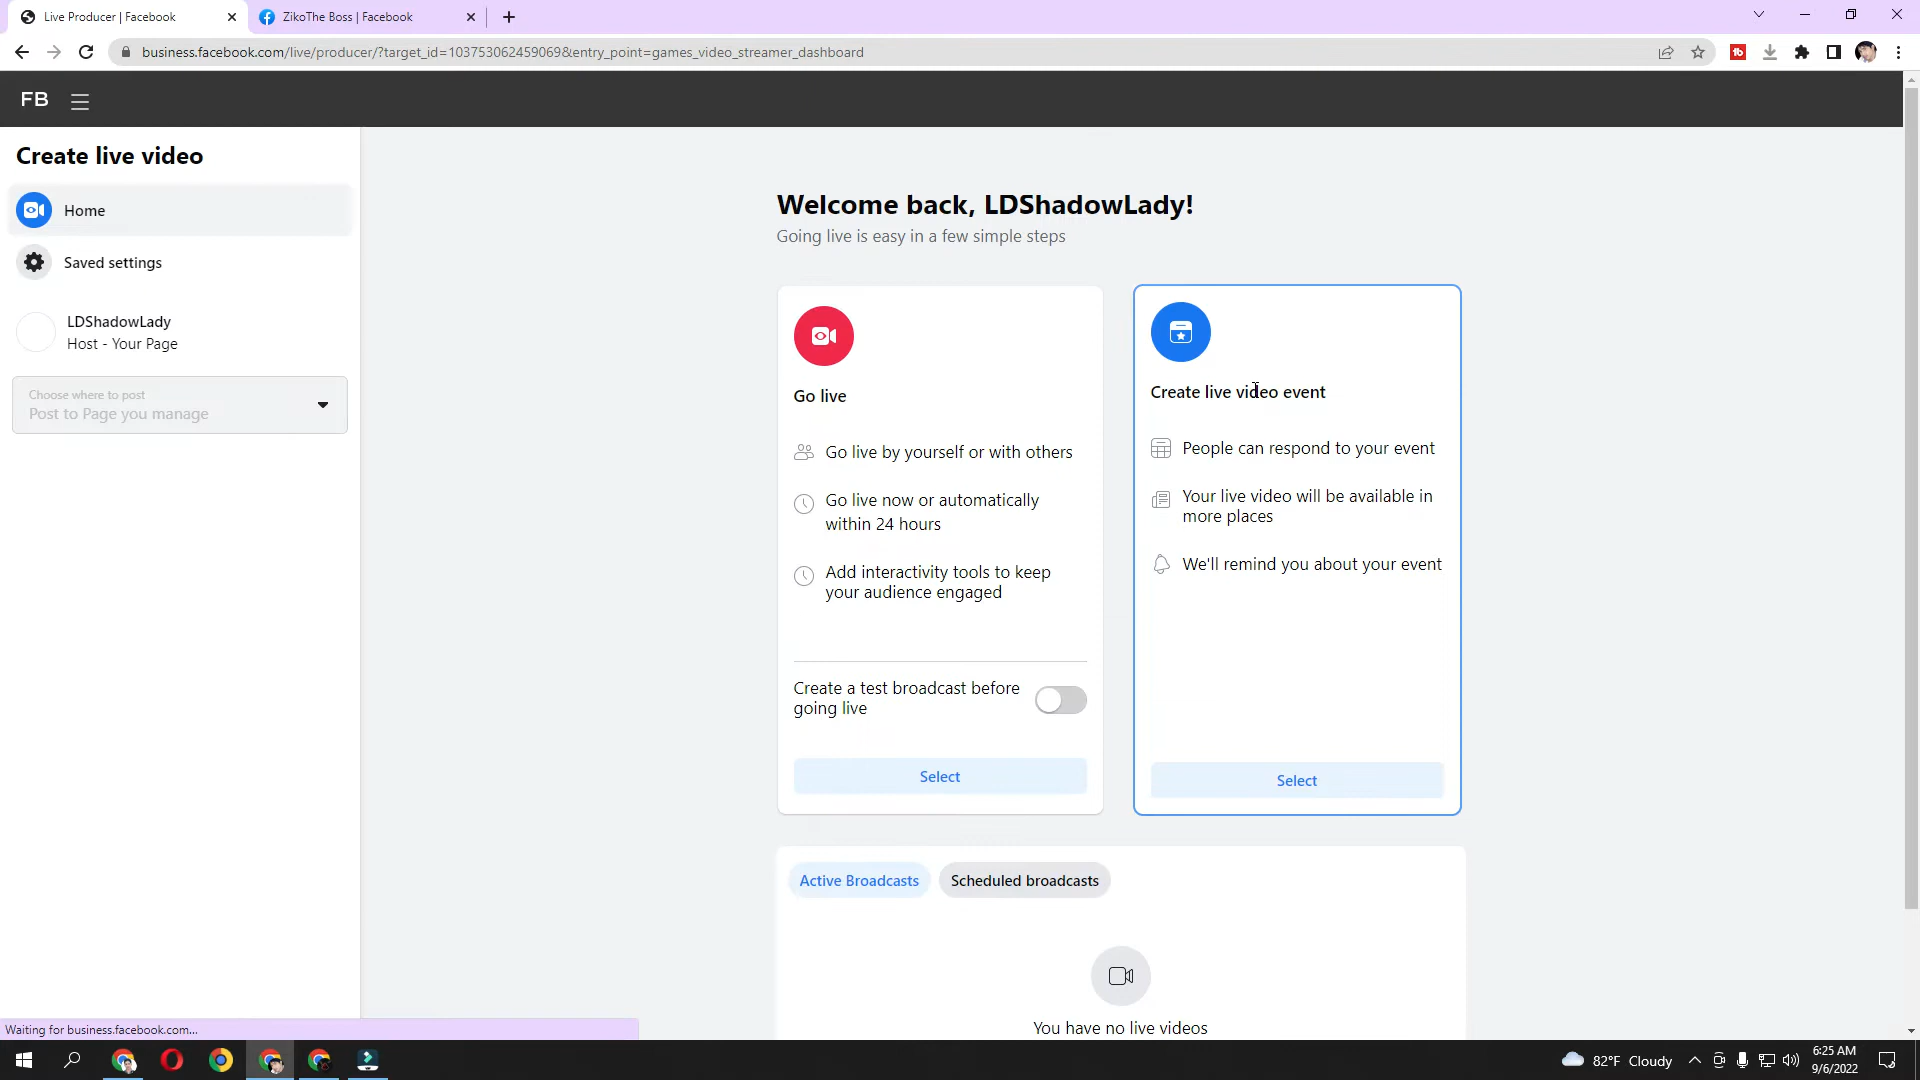 Live Producer | Facebook
ZikoThe Boss | Facebook
business.facebook.com/live/producer/?target_id=103753062459069&entry_point=games_video_streamer_dashboard
FB
Create live video
Home
Saved settings
LDShadowLady
Host - Your Page
Choose where to post
Post to Page you manage
Welcome back, LDShadowLady!
Going live is easy in a few simple steps
Go live
Go live by yourself or with others
Go live now or automatically
within 24 hours
Add interactivity tools to keep
your audience engaged
Create a test broadcast before
going live
Select
Create live video event
People can respond to your event
Your live video will be available in
more places
We'll remind you about your event
Select
Active Broadcasts
Scheduled broadcasts
You have no live videos
Waiting for business.facebook.com...
82°F Cloudy
6:25 AM
9/6/2022